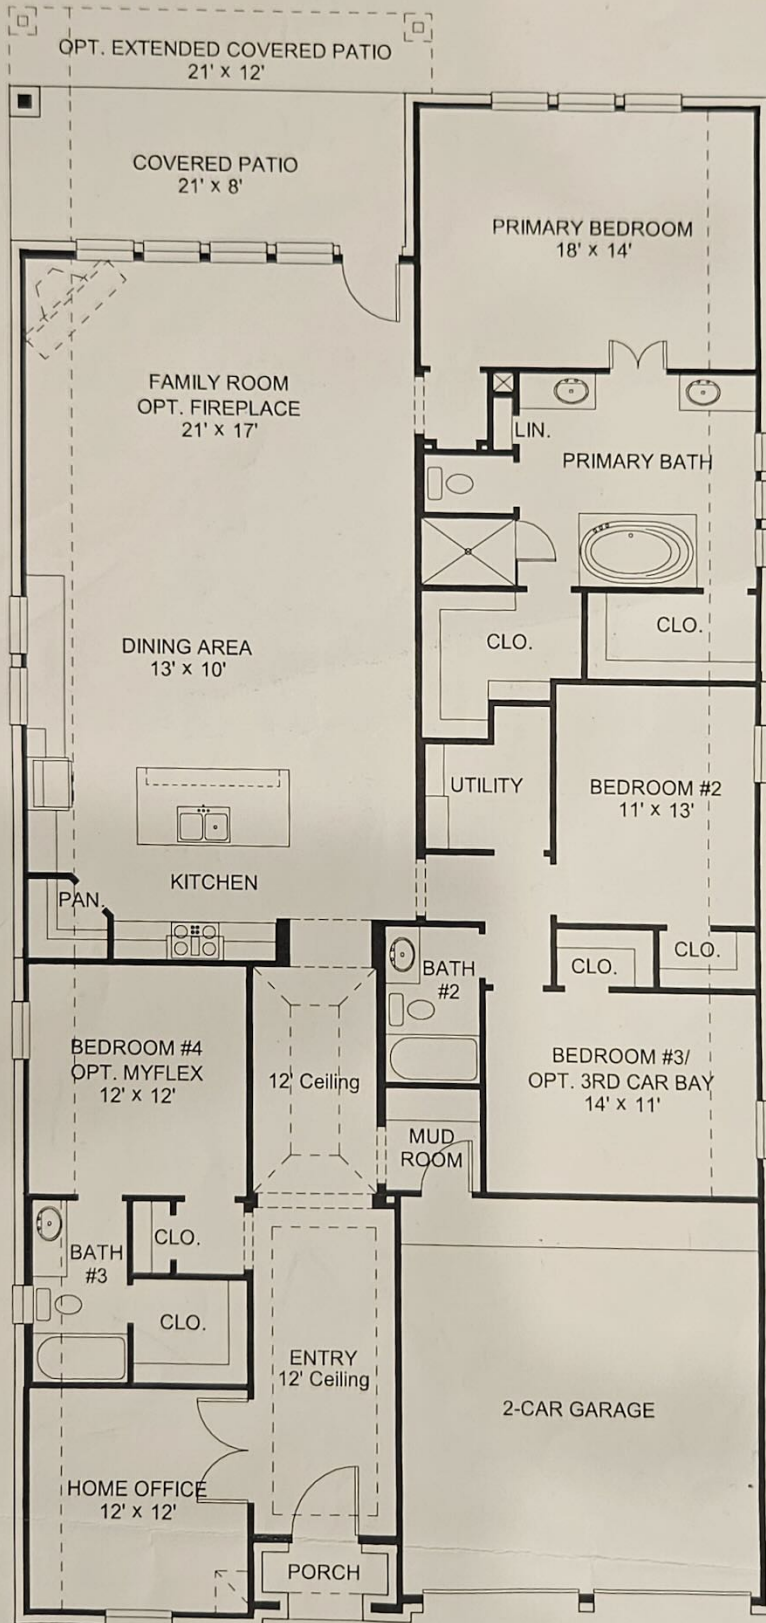 OPT. EXTENDED COVERED PATIO
21' x 12'
COVERED PATIO
21' x 8'
PRIMARY BEDROOM
18' x 14'
FAMILY ROOM
OPT. FIREPLACE
21' x 17'
LIN.
PRIMARY BATH
DINING AREA
13' x 10'
CLO.
CLO.
UTILITY
BEDROOM #2
11' x 13'
KITCHEN
PAN.
BATH
#2
CLO.
CLO.
BEDROOM #4
OPT. MYFLEX
12' x 12'
12' Ceiling
BEDROOM #3/
OPT. 3RD CAR BAY
14' x 11'
MUD
ROOM
BATH
#3
CLO.
CLO.
ENTRY
12' Ceiling
2-CAR GARAGE
HOME OFFICE
12' x 12'
PORCH